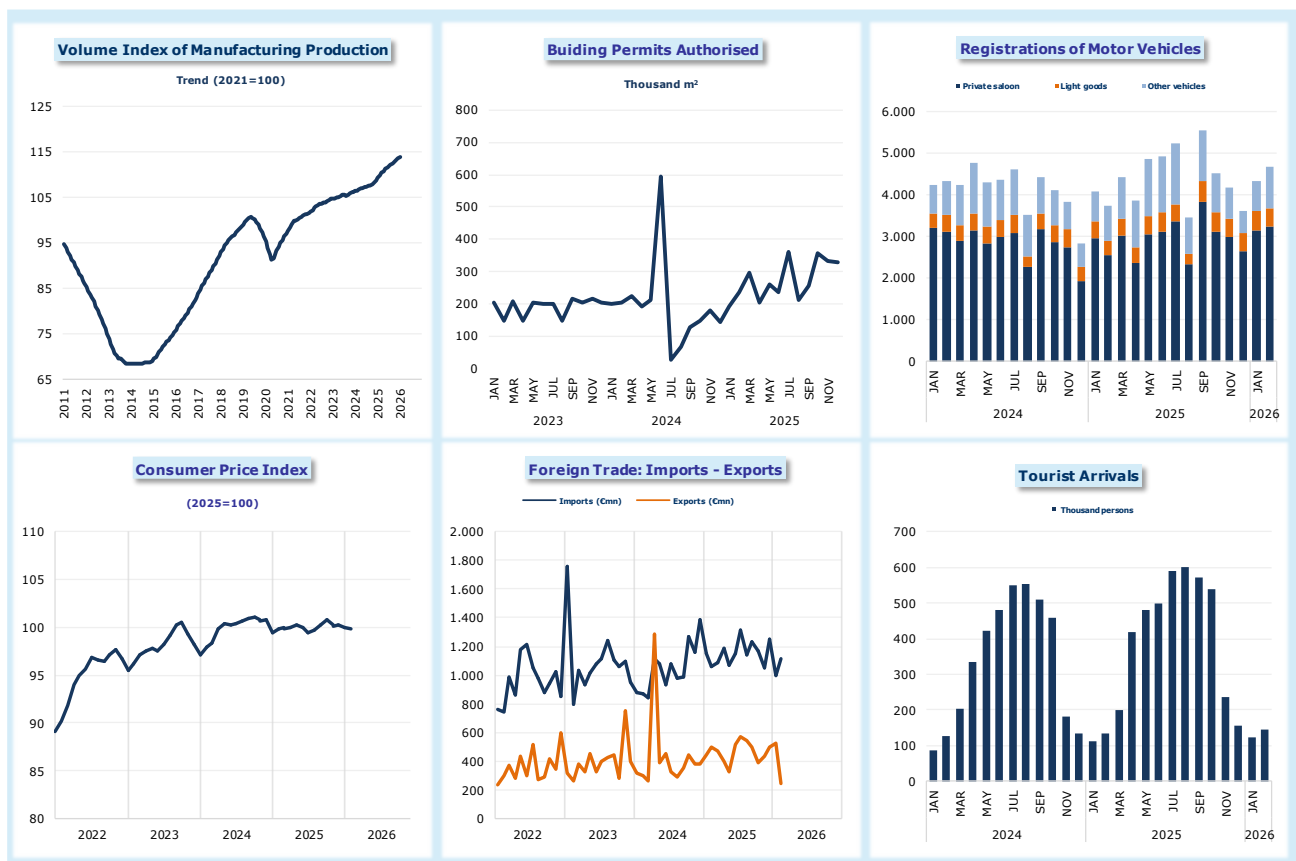 Volume Index of Manufacturing Production
Trend (2021=100)
125
115
105
95
85
75
65
2011
2012
2013
2014
2015
2016
2017
2018
2019
2020
2021
2022
2023
2024
2025
2026
Buiding Permits Authorised
Thousand m²
800
700
600
500
400
300
200
100
0
JAN
MAR
MAY
JUL
SEP
NOV
JAN
MAR
MAY
JUL
SEP
NOV
JAN
MAR
MAY
JUL
SEP
NOV
2023 2024 2025
Registrations of Motor Vehicles
Private saloon Light goods Other vehicles
6.000
5.000
4.000
3.000
2.000
1.000
0
JAN
MAR
MAY
JUL
SEP
NOV
JAN
MAR
MAY
JUL
SEP
NOV
JAN
2024 2025 2026
Consumer Price Index
(2025=100)
110
105
100
95
90
85
80
2022 2023 2024 2025 2026
Foreign Trade: Imports - Exports
Imports (€mn) Exports (€mn)
2.000
1.800
1.600
1.400
1.200
1.000
800
600
400
200
0
2022 2023 2024 2025 2026
Tourist Arrivals
Thousand persons
700
600
500
400
300
200
100
0
JAN
MAR
MAY
JUL
SEP
NOV
JAN
MAR
MAY
JUL
SEP
NOV
JAN
2024 2025 2026